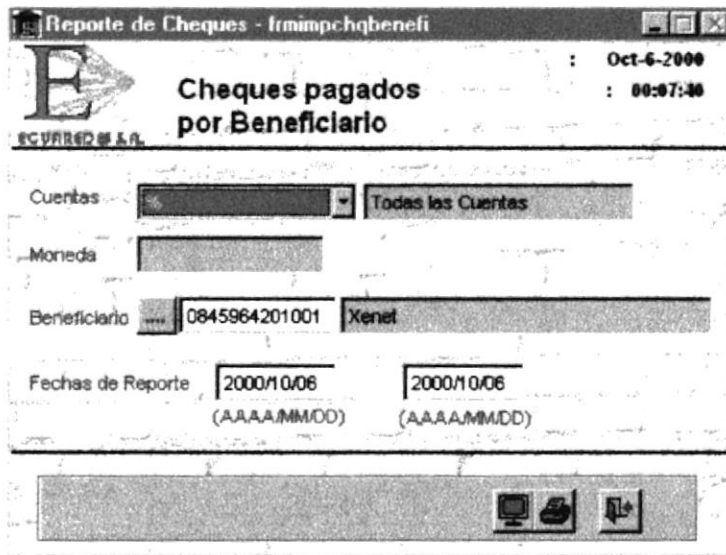 Reporte de Cheques - frmimpchqbenefi
: Oct-6-2000
Cheques pagados : 00:07:40
por Beneficiario
E
ECUARED S.A.
Cuentas % Todas las Cuentas
Moneda
Beneficiario .... 0845964201001 Xenet
Fechas de Reporte 2000/10/06 2000/10/06
(AAAA/MM/DD) (AAAA/MM/DD)